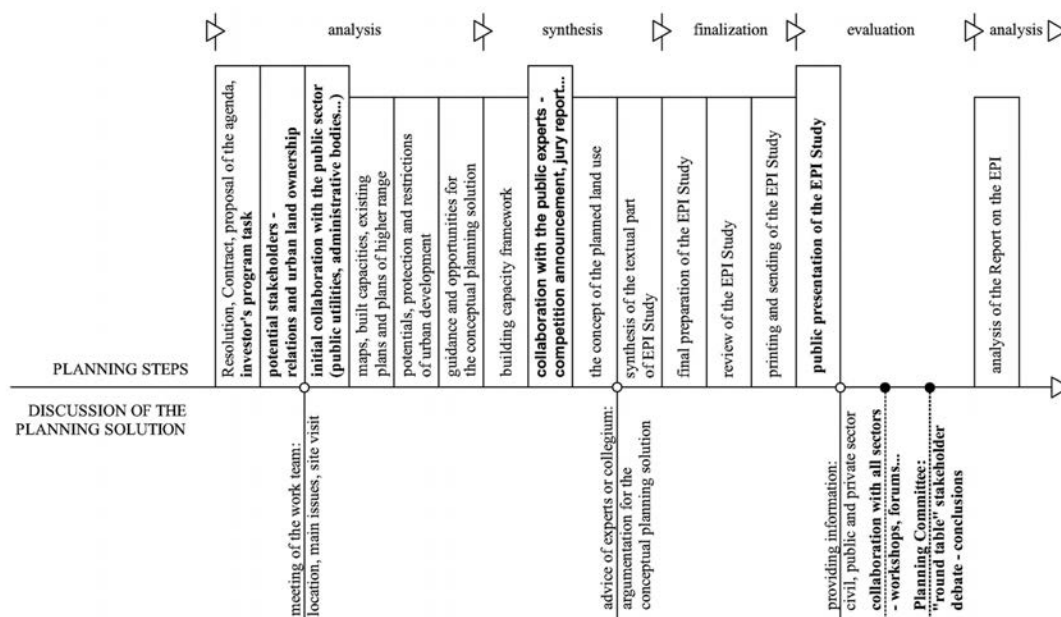 analysis
synthesis
finalization
evaluation
analysis
Resolution, Contract, proposal of the agenda,
investor's program task
potential stakeholders -
relations and urban land ownership
initial collaboration with the public sector
(public utilities, administrative bodies...)
maps, built capacities, existing
plans and plans of higher range
potentials, protection and restrictions
of urban development
guidance and opportunities for
the conceptual planning solution
building capacity framework
collaboration with the public experts -
competition announcement, jury report...
the concept of the planned land use
synthesis of the textual part
of EPI Study
final preparation of the EPI Study
review of the EPI Study
printing and sending of the EPI Study
public presentation of the EPI Study
analysis of the Report on the EPI
PLANNING STEPS
DISCUSSION OF THE
PLANNING SOLUTION
meeting of the work team:
location, main issues, site visit
advice of experts or collegium:
argumentation for the
conceptual planning solution
providing information:
civil, public and private sector
collaboration with all sectors
- workshops, forums...
Planning Committee:
"round table" stakeholder
debate - conclusions